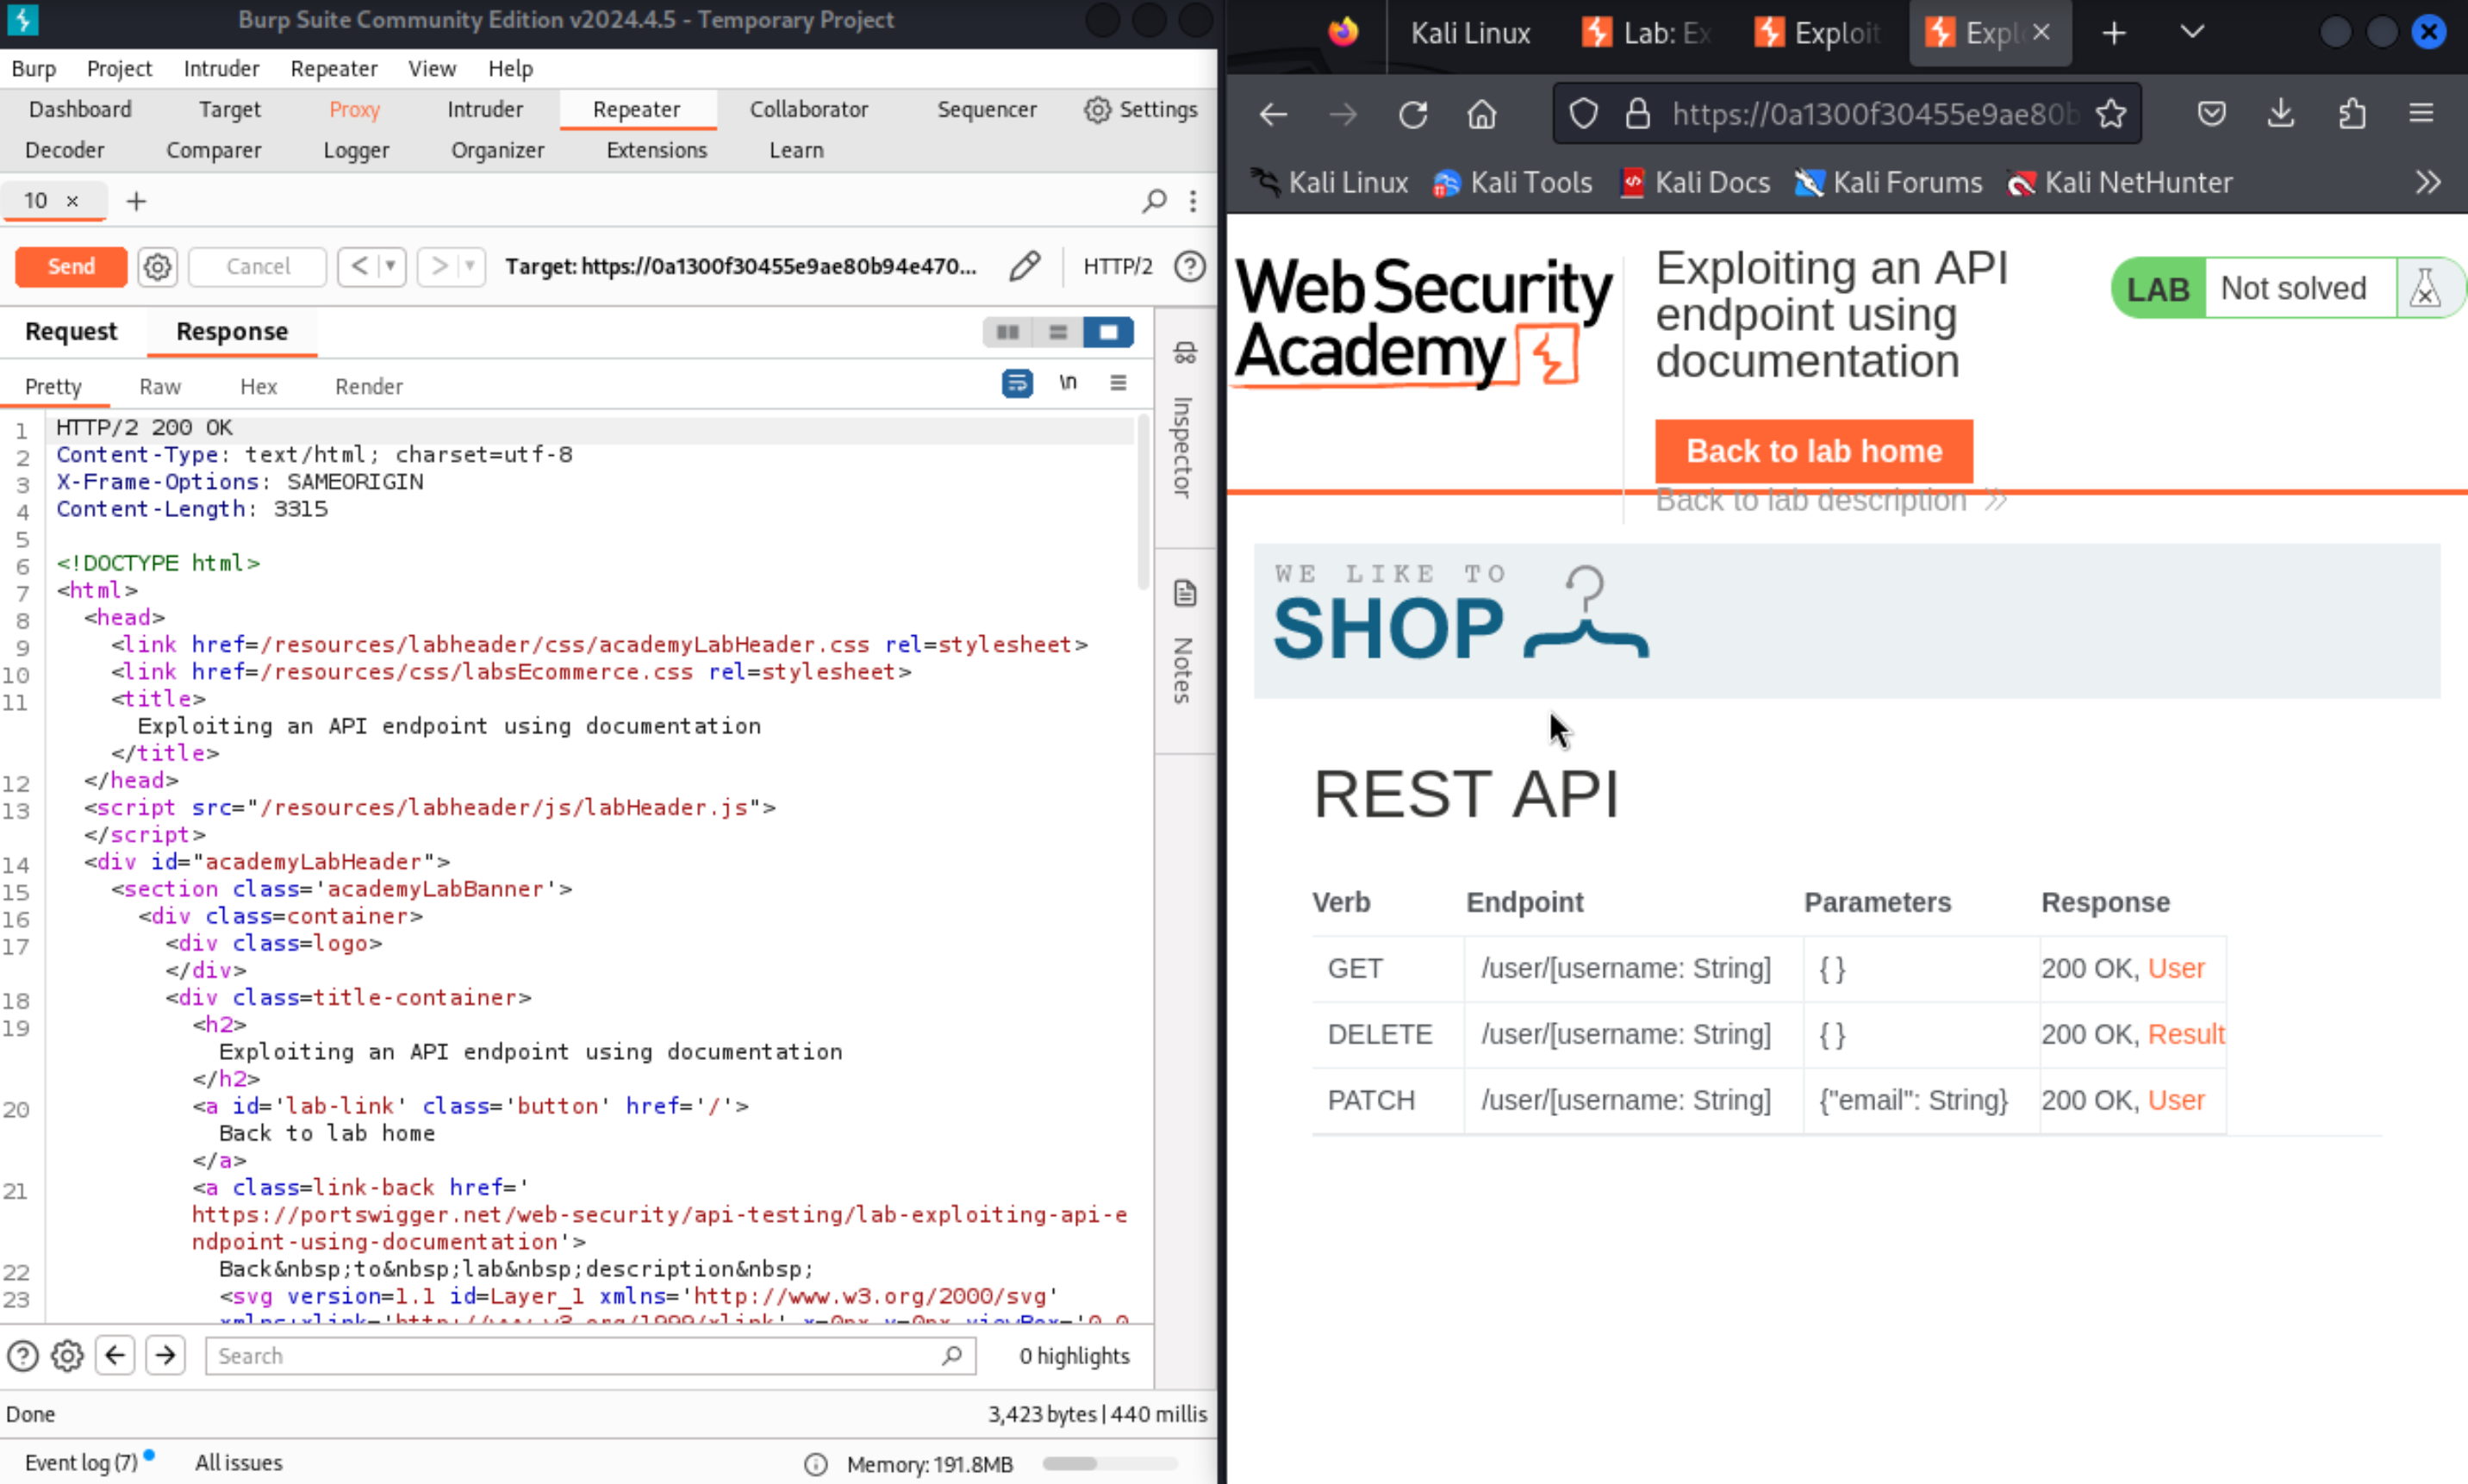 Burp Suite Community Edition v2024.4.5 - Temporary Project
Burp Project Intruder Repeater View Help
Dashboard Target Proxy Intruder Repeater Collaborator Sequencer Settings
Decoder Comparer Logger Organizer Extensions Learn
10 × +
Send Cancel < > Target: https://0a1300f30455e9ae80b94e470... HTTP/2
Request Response
Pretty Raw Hex Render \n
Inspector
Notes
1 HTTP/2 200 OK
2 Content-Type: text/html; charset=utf-8
3 X-Frame-Options: SAMEORIGIN
4 Content-Length: 3315
5
6 <!DOCTYPE html>
7 <html>
8 <head>
9 <link href=/resources/labheader/css/academyLabHeader.css rel=stylesheet>
10 <link href=/resources/css/labsEcommerce.css rel=stylesheet>
11 <title>
Exploiting an API endpoint using documentation
</title>
12 </head>
13 <script src="/resources/labheader/js/labHeader.js">
</script>
14 <div id="academyLabHeader">
15 <section class='academyLabBanner'>
16 <div class=container>
17 <div class=logo>
</div>
18 <div class=title-container>
19 <h2>
Exploiting an API endpoint using documentation
</h2>
20 <a id='lab-link' class='button' href='/'>
Back to lab home
</a>
21 <a class=link-back href='
https://portswigger.net/web-security/api-testing/lab-exploiting-api-e
ndpoint-using-documentation'>
22 Back&nbsp;to&nbsp;lab&nbsp;description&nbsp;
23 <svg version=1.1 id=Layer_1 xmlns='http://www.w3.org/2000/svg'
Search 0 highlights
Done 3,423 bytes | 440 millis
Event log (7) All issues Memory: 191.8MB
Kali Linux Lab: Ex Exploit Expl
https://0a1300f30455e9ae80b
Kali Linux Kali Tools Kali Docs Kali Forums Kali NetHunter
Web Security
Academy
Exploiting an API
endpoint using
documentation
LAB Not solved
Back to lab home
Back to lab description
WE LIKE TO
SHOP
REST API
Verb Endpoint Parameters Response
GET /user/[username: String] { } 200 OK, User
DELETE /user/[username: String] { } 200 OK, Result
PATCH /user/[username: String] {"email": String} 200 OK, User